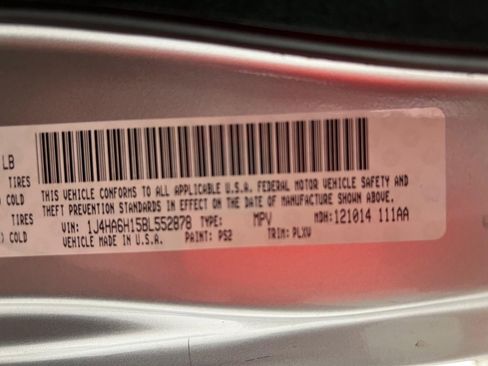 LB
TIRES
COLD
THIS VEHICLE CONFORMS TO ALL APPLICABLE U.S.A. FEDERAL MOTOR VEHICLE SAFETY AND
TIRES
THEFT PREVENTION STANDARDS IN EFFECT ON THE DATE OF MANUFACTURE SHOWN ABOVE.
COLD
VIN: 1J4HA6H15BL552878 TYPE: MPV MDH:121014 111AA
VEHICLE MADE IN U.S.A. PAINT: PS2 TRIM: PLXV